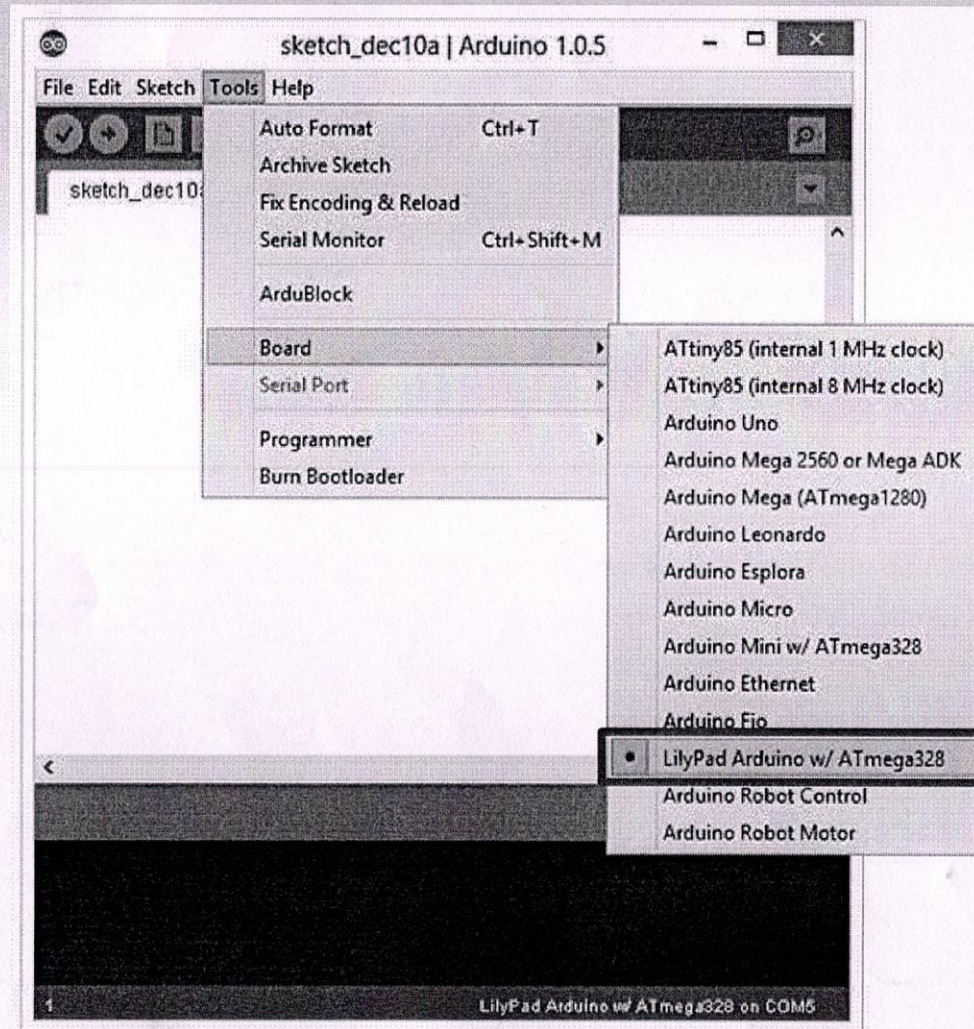 sketch_dec10a | Arduino 1.0.5
File Edit Sketch Tools Help
Auto Format Ctrl+T
sketch_dec10
Archive Sketch
Fix Encoding & Reload
Serial Monitor Ctrl+Shift+M
ArduBlock
Board
Serial Port
Programmer
Burn Bootloader
ATtiny85 (internal 1 MHz clock)
ATtiny85 (internal 8 MHz clock)
Arduino Uno
Arduino Mega 2560 or Mega ADK
Arduino Mega (ATmega1280)
Arduino Leonardo
Arduino Esplora
Arduino Micro
Arduino Mini w/ ATmega328
Arduino Ethernet
Arduino Fio
LilyPad Arduino w/ ATmega328
Arduino Robot Control
Arduino Robot Motor
1 LilyPad Arduino w/ ATmega328 on COM5